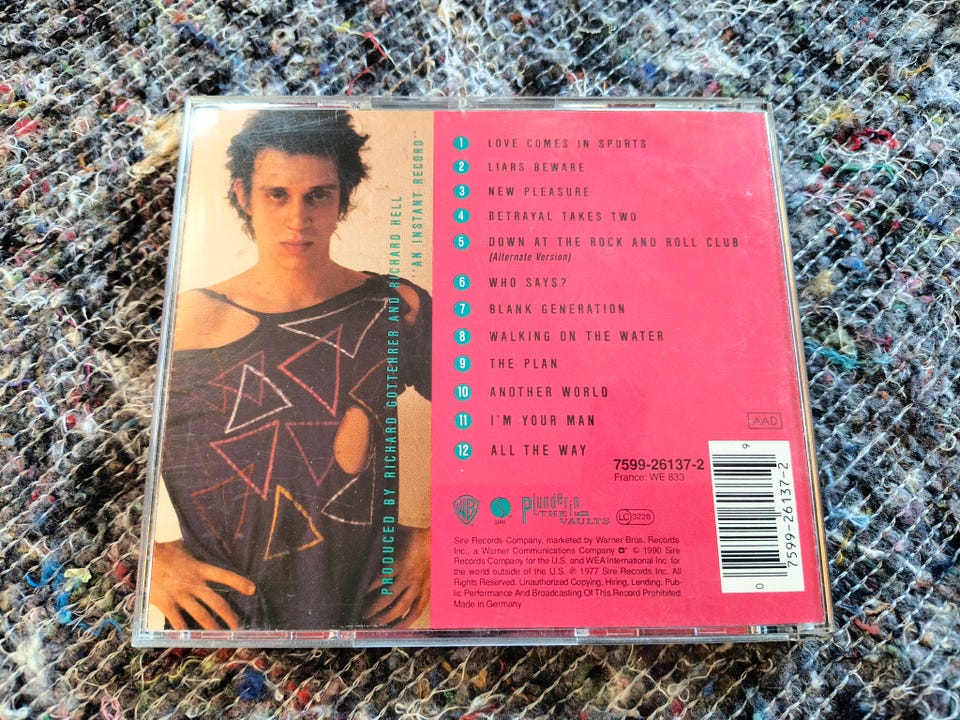 PRODUCED BY RICHARD GOTTEHRER AND RICHARD HELL
"AN INSTANT RECORD"
1 LOVE COMES IN SPURTS
2 LIARS BEWARE
3 NEW PLEASURE
4 BETRAYAL TAKES TWO
5 DOWN AT THE ROCK AND ROLL CLUB
(Alternate Version)
6 WHO SAYS?
7 BLANK GENERATION
8 WALKING ON THE WATER
9 THE PLAN
10 ANOTHER WORLD
11 I'M YOUR MAN
12 ALL THE WAY
AAD
7599-26137-2
France: WE 833
WB
SIRE
Plunderin
THE
VAULTS
LC 3228
Sire Records Company, marketed by Warner Bros. Records
Inc., a Warner Communications Company © 1990 Sire
Records Company for the U.S. and WEA International Inc. for
the world outside of the U.S. ℗ 1977 Sire Records Inc. All
Rights Reserved. Unauthorized Copying, Hiring, Lending, Pub-
lic Performance And Broadcasting Of This Record Prohibited.
Made in Germany
9
7599-26137-2
0